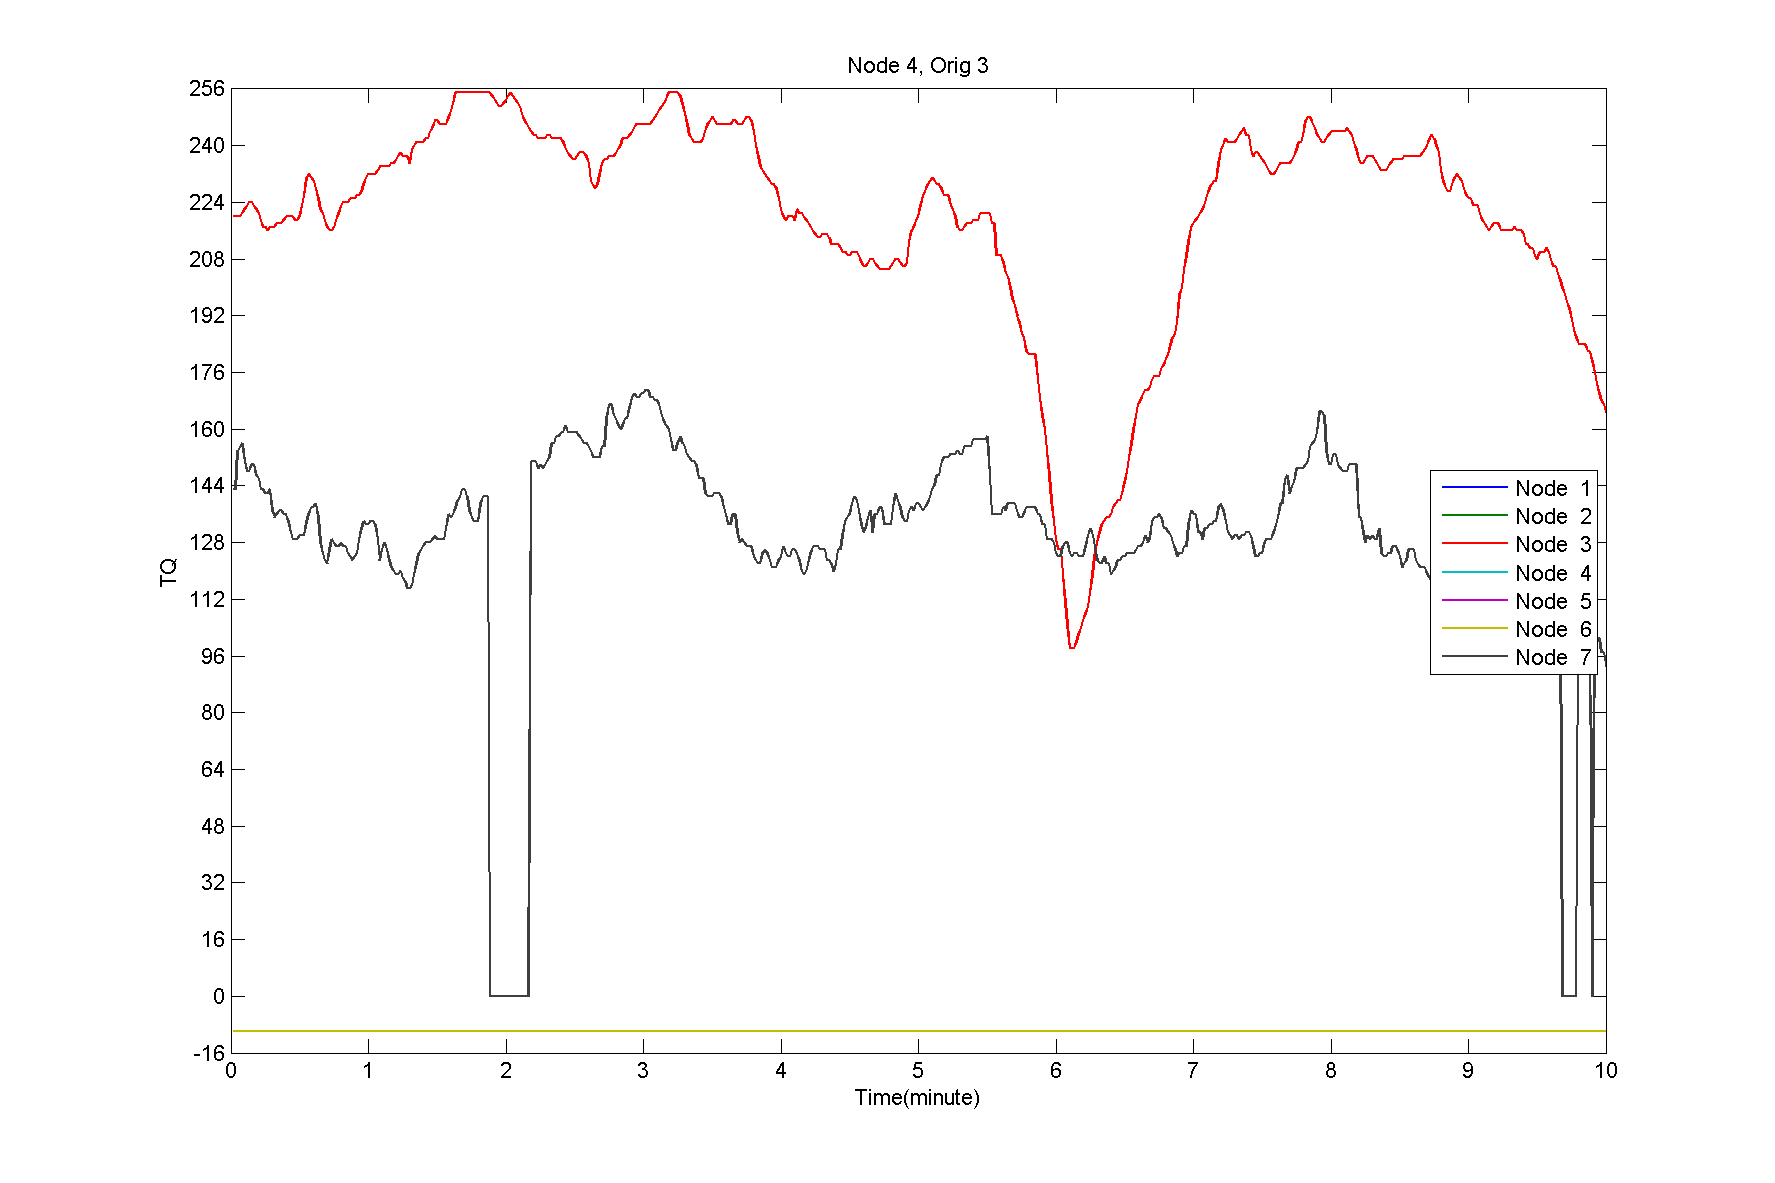 Node 4, Orig 3
256
240
224
208
192
176
160
144
128
112
96
80
64
48
32
16
0
-16
TQ
Node 1
Node 2
Node 3
Node 4
Node 5
Node 6
Node 7
0 1 2 3 4 5 6 7 8 9 10
Time(minute)